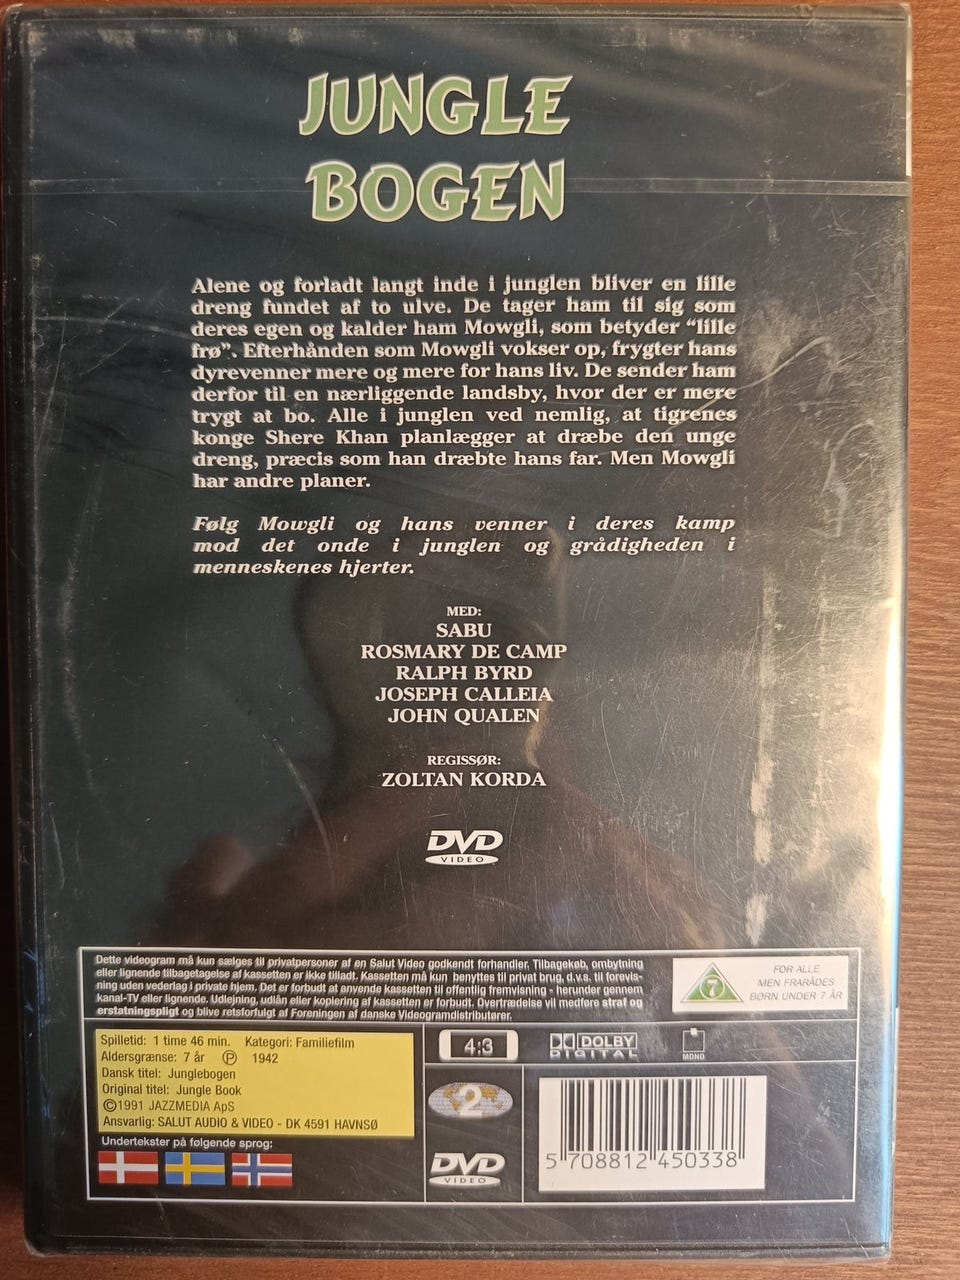 JUNGLE
BOGEN
Alene og forladt langt inde i junglen bliver en lille
dreng fundet af to ulve. De tager ham til sig som
deres egen og kalder ham Mowgli, som betyder “lille
frø”. Efterhånden som Mowgli vokser op, frygter hans
dyrevenner mere og mere for hans liv. De sender ham
derfor til en nærliggende landsby, hvor der er mere
trygt at bo. Alle i junglen ved nemlig, at tigrenes
konge Shere Khan planlægger at dræbe den unge
dreng, præcis som han dræbte hans far. Men Mowgli
har andre planer.
Følg Mowgli og hans venner i deres kamp
mod det onde i junglen og grådigheden i
menneskenes hjerter.
MED:
SABU
ROSMARY DE CAMP
RALPH BYRD
JOSEPH CALLEIA
JOHN QUALEN
REGISSØR:
ZOLTAN KORDA
DVD
VIDEO
Dette videogram må kun sælges til privatpersoner af en Salut Video godkendt forhandler. Tilbagekøb, ombytning
eller lignende tilbagetagelse af kassetten er ikke tilladt. Kassetten må kun benyttes til privat brug, d.v.s. til forevis-
ning uden vederlag i private hjem. Det er forbudt at anvende kassetten til offentlig fremvisning - herunder gennem
kanal-TV eller lignende. Udlejning, udlån eller kopiering af kassetten er forbudt. Overtrædelse vil medføre straf og
erstatningspligt og blive retsforfulgt af Foreningen af danske Videogramdistributører.
7
FOR ALLE
MEN FRARÅDES
BØRN UNDER 7 ÅR
Spilletid: 1 time 46 min. Kategori: Familiefilm
Aldersgrænse: 7 år Ⓟ 1942
Dansk titel: Junglebogen
Original titel: Jungle Book
©1991 JAZZMEDIA ApS
Ansvarlig: SALUT AUDIO & VIDEO - DK 4591 HAVNSØ
Undertekster på følgende sprog:
4:3
DOLBY
DIGITAL
MONO
2
DVD
VIDEO
5 708812 450338